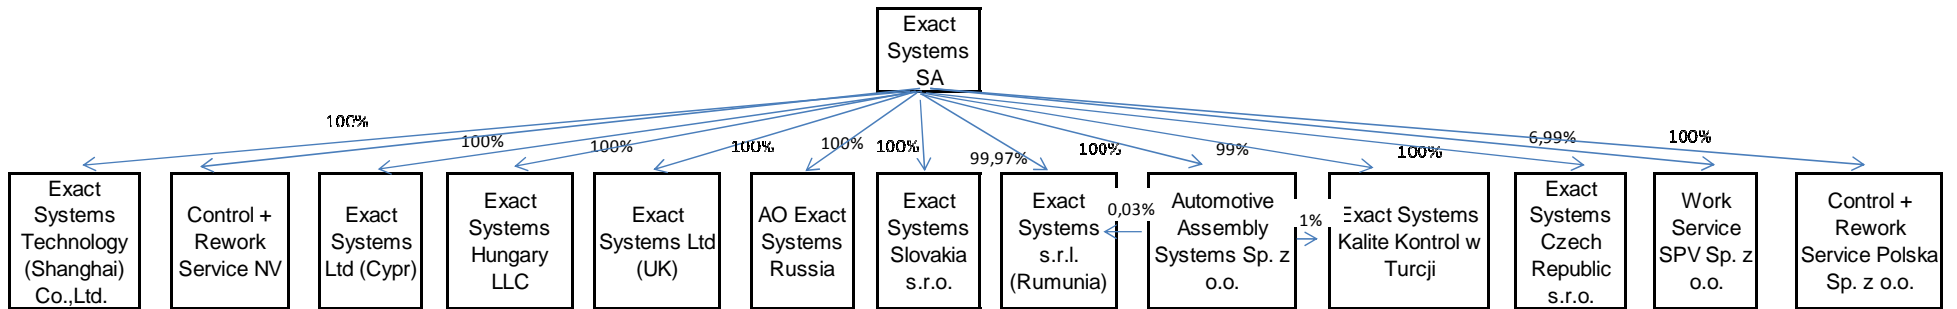 Exact
Systems
SA
100%
100%
100%
100%
100%
100%
99,97%
100%
99%
100%
6,99%
100%
Exact
Systems
Technology
(Shanghai)
Co.,Ltd.
Control +
Rework
Service NV
Exact
Systems
Ltd (Cypr)
Exact
Systems
Hungary
LLC
Exact
Systems Ltd
(UK)
AO Exact
Systems
Russia
Exact
Systems
Slovakia
s.r.o.
Exact
Systems
s.r.l.
(Rumunia)
0,03%
Automotive
Assembly
Systems Sp. z
o.o.
1%
Exact Systems
Kalite Kontrol w
Turcji
Exact
Systems
Czech
Republic
s.r.o.
Work
Service
SPV Sp. z
o.o.
Control +
Rework
Service Polska
Sp. z o.o.